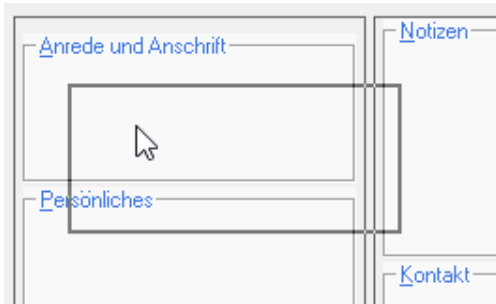 Anrede und Anschrift
Notizen
Persönliches
Kontakt